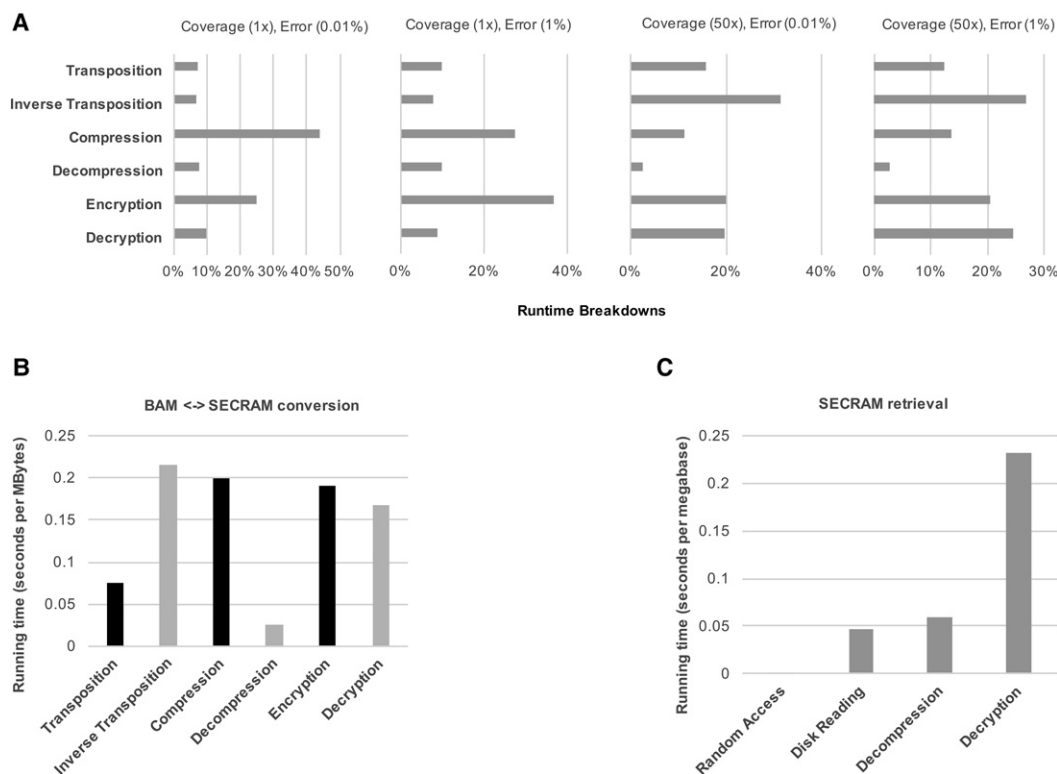 A
Coverage (1x), Error (0.01%)
Coverage (1x), Error (1%)
Coverage (50x), Error (0.01%)
Coverage (50x), Error (1%)
Transposition
Inverse Transposition
Compression
Decompression
Encryption
Decryption
0% 10% 20% 30% 40% 50%
0% 20% 40%
0% 20% 40%
0% 10% 20% 30%
Runtime Breakdowns
B
BAM <-> SECRAM conversion
Running time (seconds per MBytes)
0.25
0.2
0.15
0.1
0.05
0
Transposition
Inverse Transposition
Compression
Decompression
Encryption
Decryption
C
SECRAM retrieval
Running time (seconds per megabase)
0.25
0.2
0.15
0.1
0.05
0
Random Access
Disk Reading
Decompression
Decryption